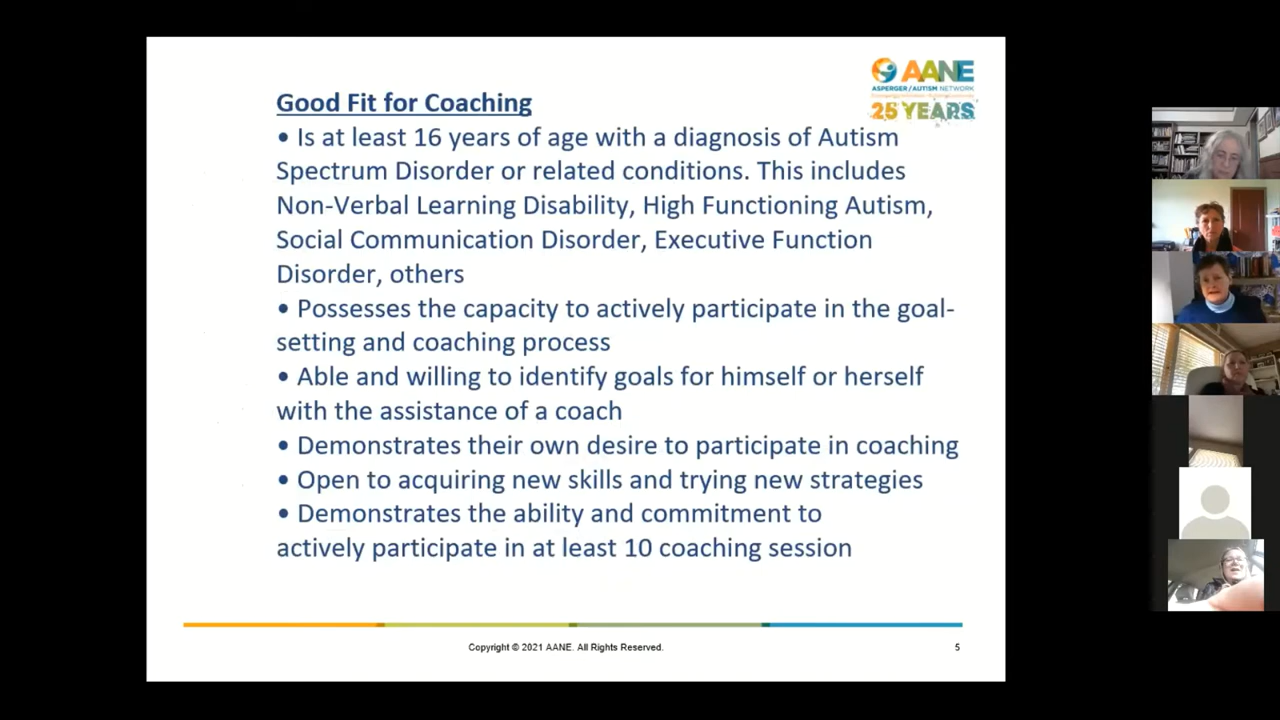 AANE
ASPERGER / AUTISM NETWORK
25 YEARS
Good Fit for Coaching
• Is at least 16 years of age with a diagnosis of Autism
Spectrum Disorder or related conditions. This includes
Non-Verbal Learning Disability, High Functioning Autism,
Social Communication Disorder, Executive Function
Disorder, others
• Possesses the capacity to actively participate in the goal-
setting and coaching process
• Able and willing to identify goals for himself or herself
with the assistance of a coach
• Demonstrates their own desire to participate in coaching
• Open to acquiring new skills and trying new strategies
• Demonstrates the ability and commitment to
actively participate in at least 10 coaching session
Copyright © 2021 AANE. All Rights Reserved.
5